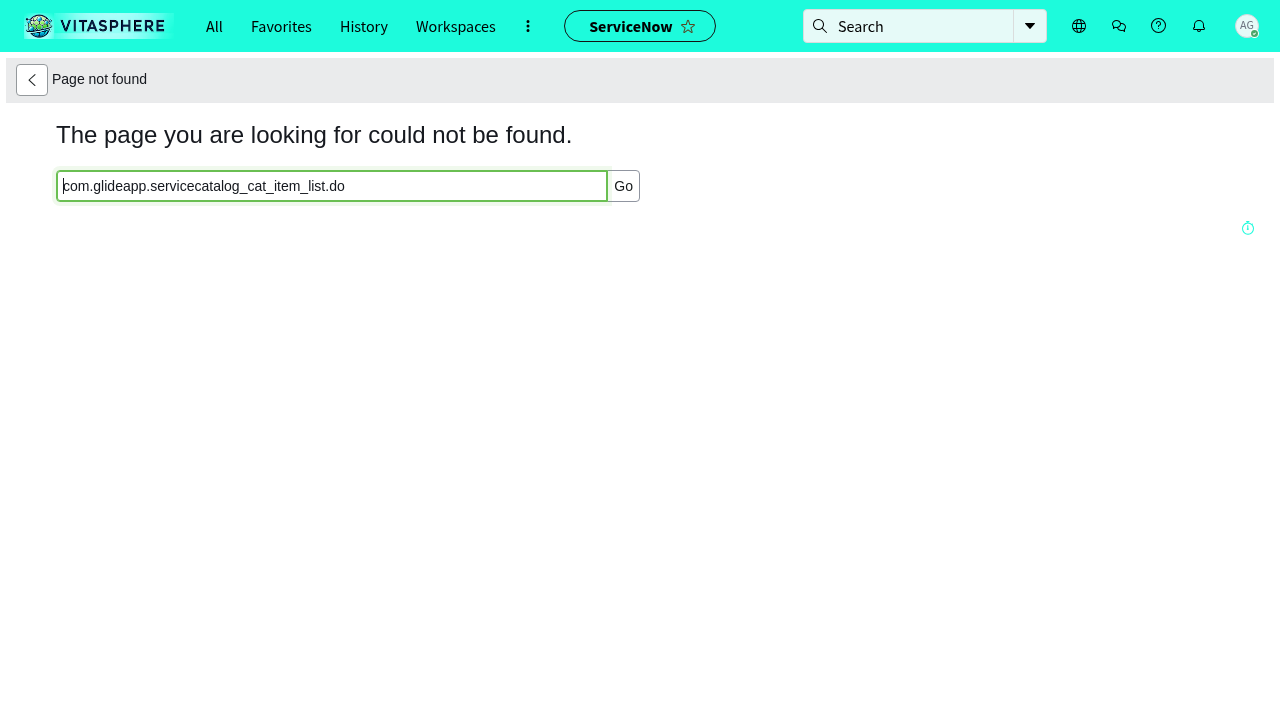 VITASPHERE
All
Favorites
History
Workspaces
ServiceNow
Search
AG
Page not found
The page you are looking for could not be found.
com.glideapp.servicecatalog_cat_item_list.do
Go